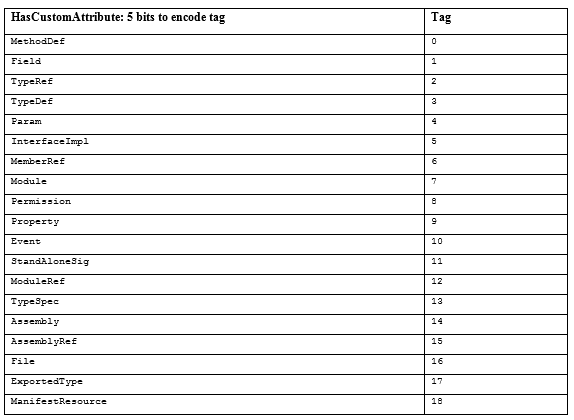 HasCustomAttribute: 5 bits to encode tag Tag
MethodDef 0
Field 1
TypeRef 2
TypeDef 3
Param 4
InterfaceImpl 5
MemberRef 6
Module 7
Permission 8
Property 9
Event 10
StandAloneSig 11
ModuleRef 12
TypeSpec 13
Assembly 14
AssemblyRef 15
File 16
ExportedType 17
ManifestResource 18